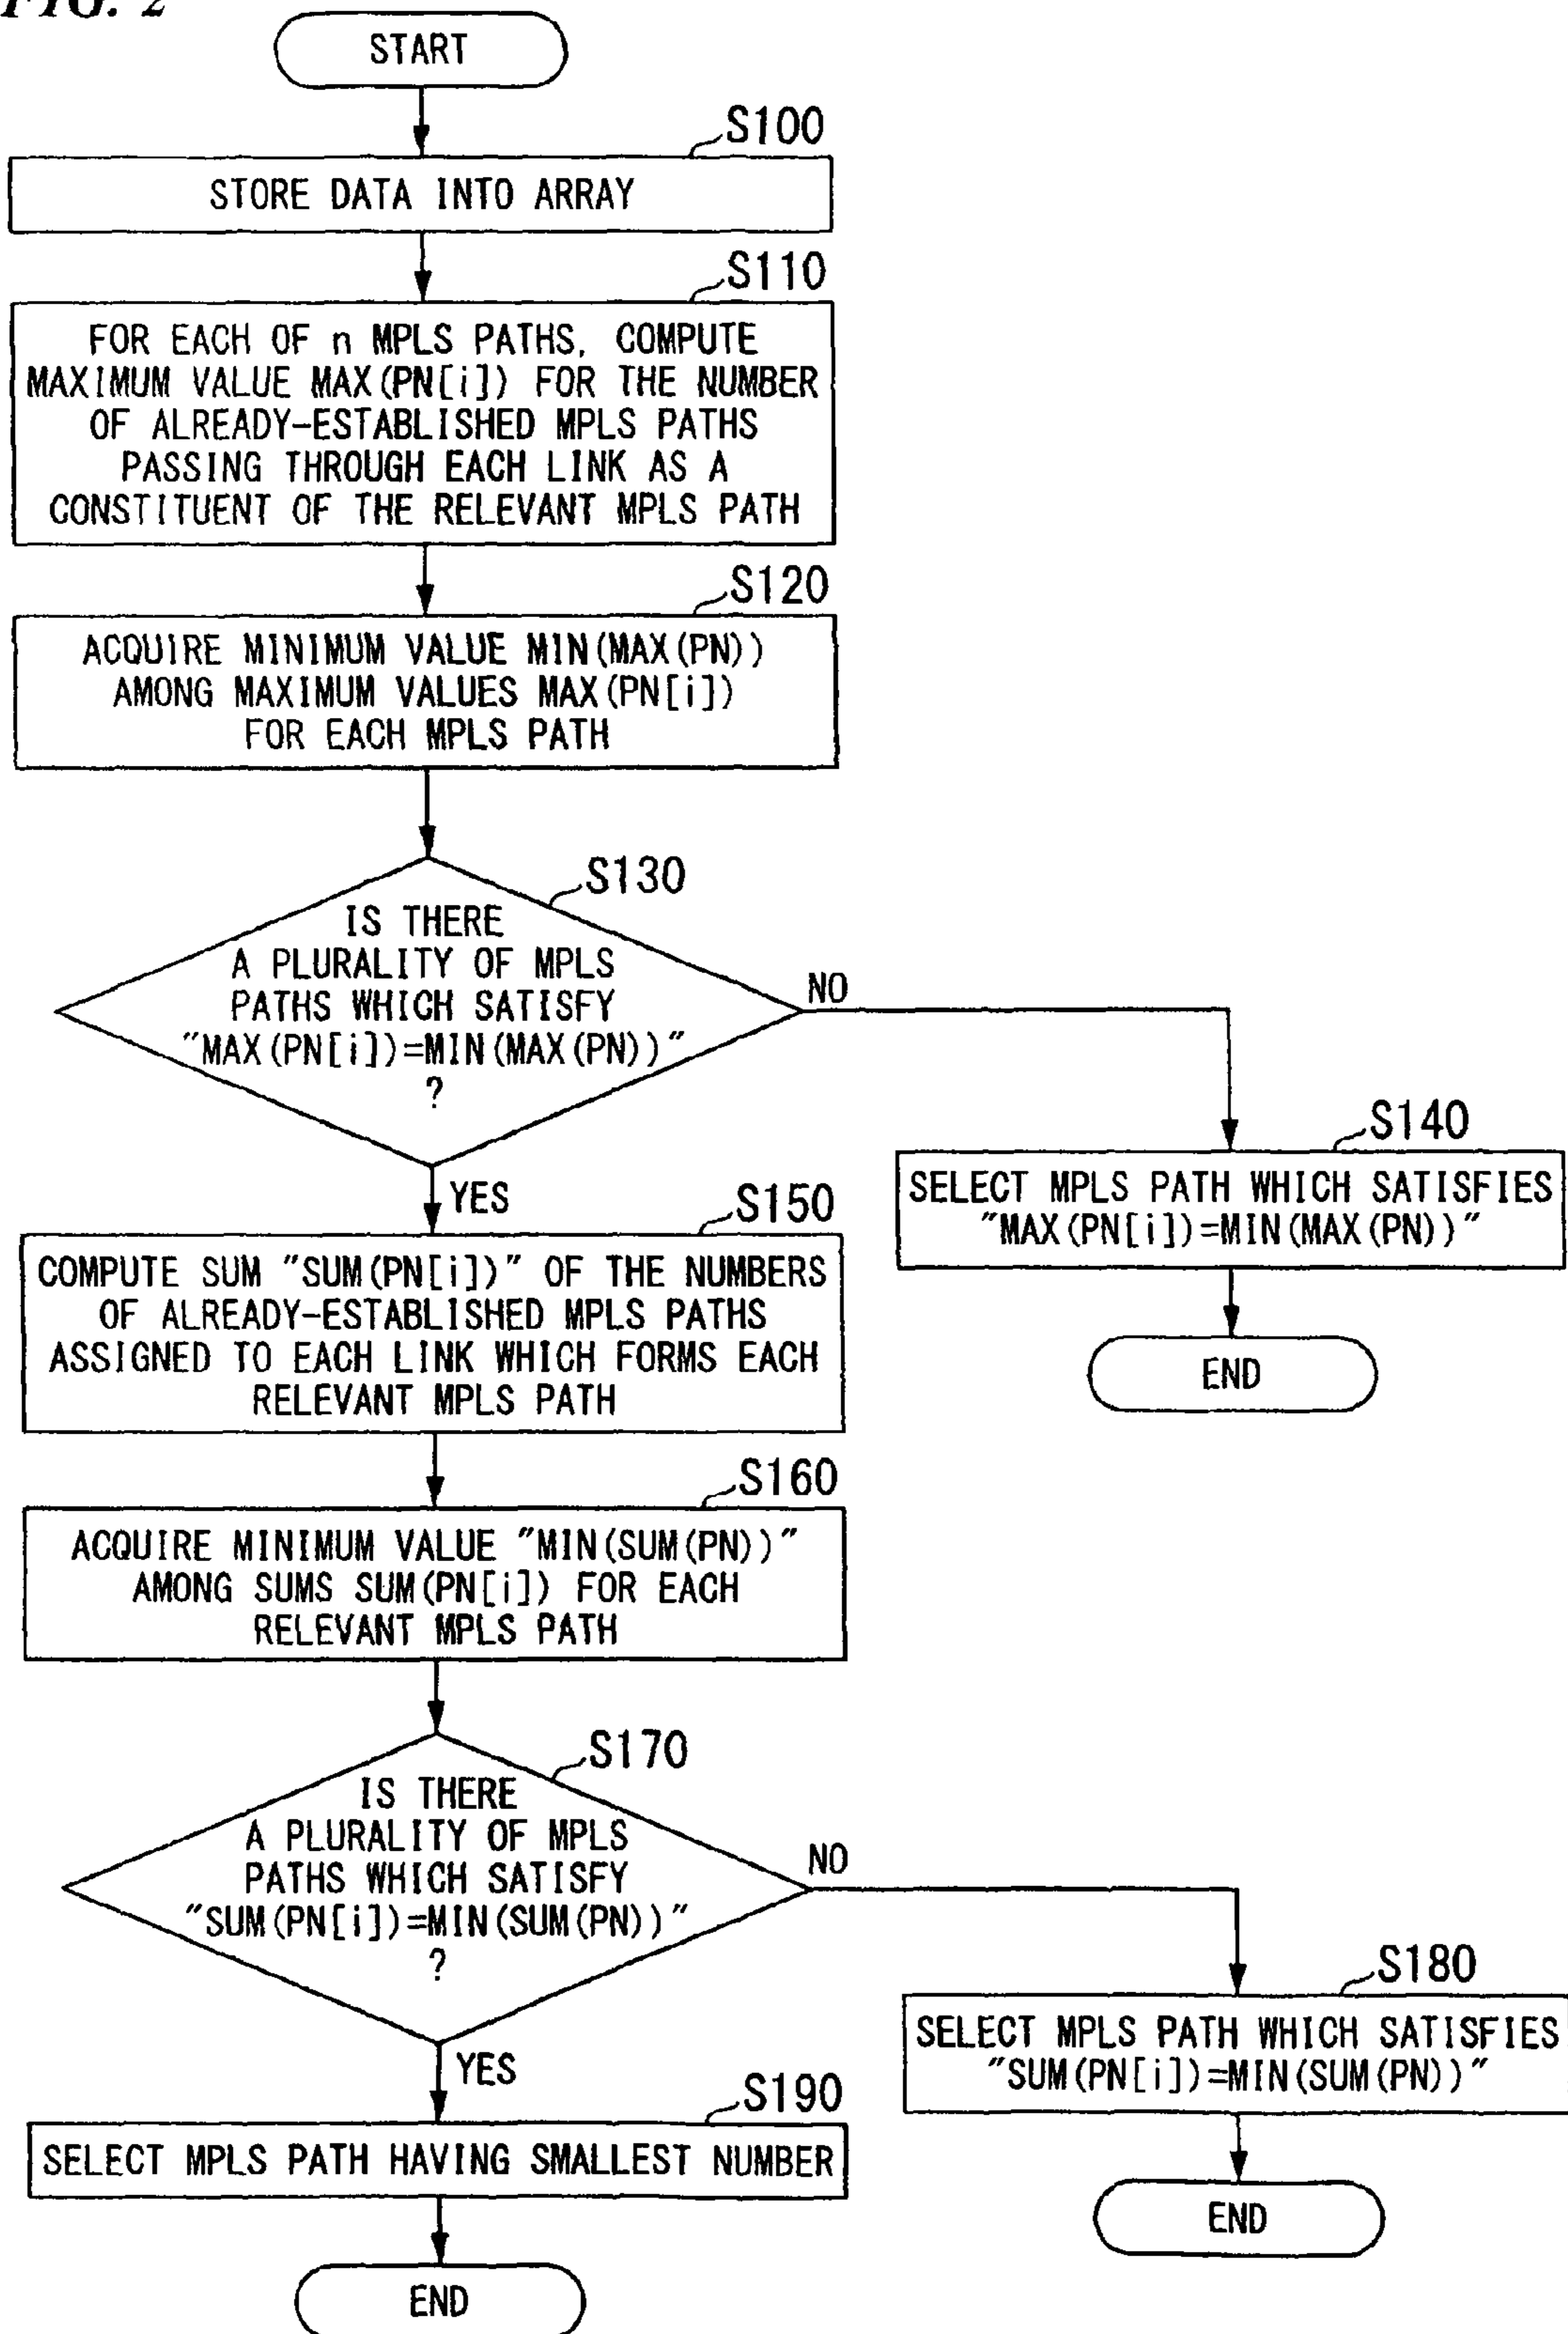 FIG. 2
START
S100
STORE DATA INTO ARRAY
S110
FOR EACH OF n MPLS PATHS, COMPUTE
MAXIMUM VALUE MAX(PN[i]) FOR THE NUMBER
OF ALREADY-ESTABLISHED MPLS PATHS
PASSING THROUGH EACH LINK AS A
CONSTITUENT OF THE RELEVANT MPLS PATH
S120
ACQUIRE MINIMUM VALUE MIN(MAX(PN))
AMONG MAXIMUM VALUES MAX(PN[i])
FOR EACH MPLS PATH
S130
IS THERE
A PLURALITY OF MPLS
PATHS WHICH SATISFY
"MAX(PN[i])=MIN(MAX(PN))"
?
NO
YES
S140
SELECT MPLS PATH WHICH SATISFIES
"MAX(PN[i])=MIN(MAX(PN))"
END
S150
COMPUTE SUM "SUM(PN[i])" OF THE NUMBERS
OF ALREADY-ESTABLISHED MPLS PATHS
ASSIGNED TO EACH LINK WHICH FORMS EACH
RELEVANT MPLS PATH
S160
ACQUIRE MINIMUM VALUE "MIN(SUM(PN))"
AMONG SUMS SUM(PN[i]) FOR EACH
RELEVANT MPLS PATH
S170
IS THERE
A PLURALITY OF MPLS
PATHS WHICH SATISFY
"SUM(PN[i])=MIN(SUM(PN))"
?
NO
YES
S180
SELECT MPLS PATH WHICH SATISFIES
"SUM(PN[i])=MIN(SUM(PN))"
END
S190
SELECT MPLS PATH HAVING SMALLEST NUMBER
END